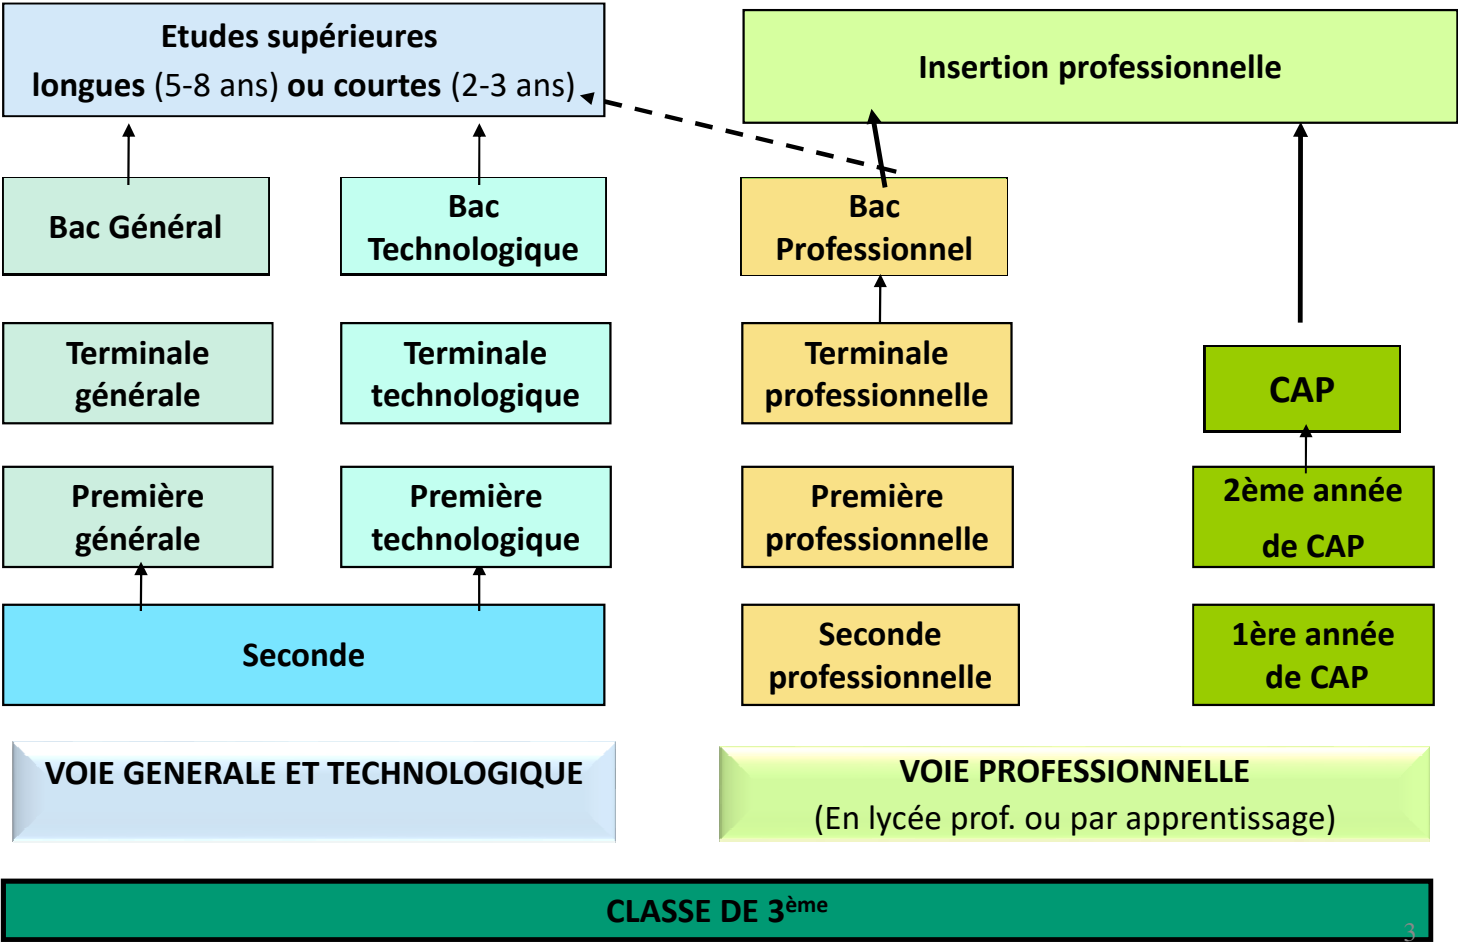 Etudes supérieures
longues (5-8 ans) ou courtes (2-3 ans)
Insertion professionnelle
Bac Général
Bac
Technologique
Bac
Professionnel
Terminale
générale
Terminale
technologique
Terminale
professionnelle
CAP
Première
générale
Première
technologique
Première
professionnelle
2ème année
de CAP
Seconde
Seconde
professionnelle
1ère année
de CAP
VOIE GENERALE ET TECHNOLOGIQUE
VOIE PROFESSIONNELLE
(En lycée prof. ou par apprentissage)
CLASSE DE 3ème
3